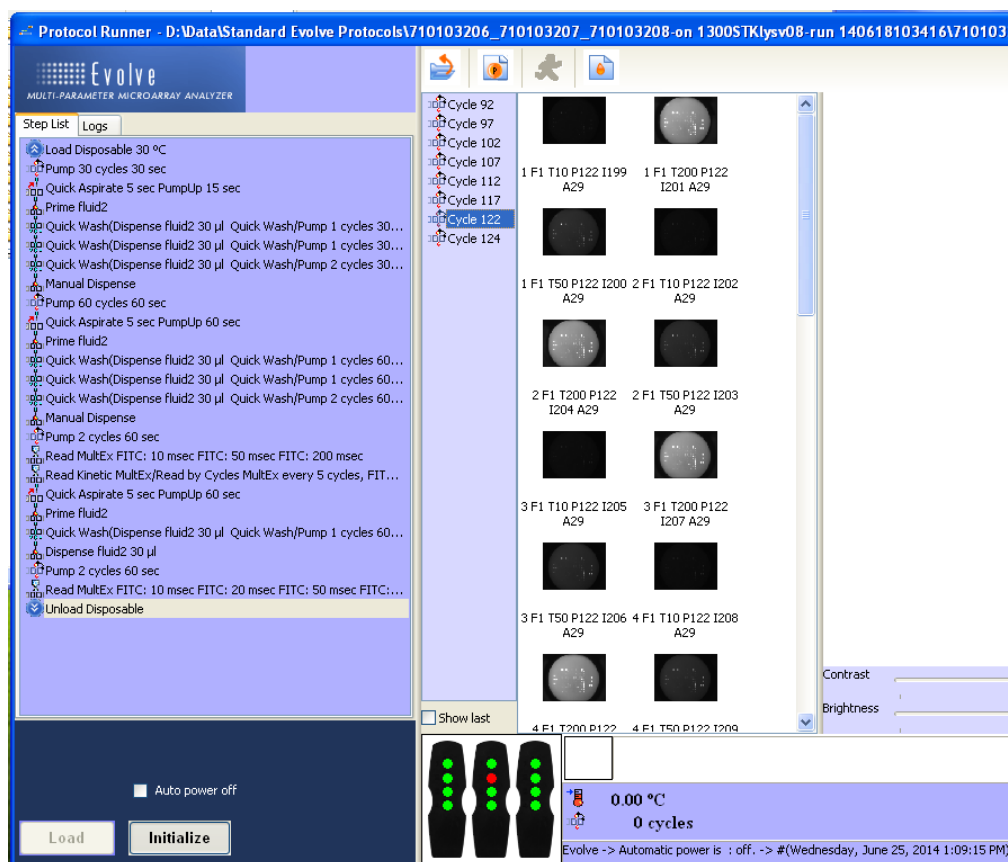 Protocol Runner - D:\Data\Standard Evolve Protocols\710103206_710103207_710103208-on 1300STKlysv08-run 140618103416\710103
Evolve
MULTI-PARAMETER MICROARRAY ANALYZER
Step List Logs
Load Disposable 30 ºC
Pump 30 cycles 30 sec
Quick Aspirate 5 sec PumpUp 15 sec
Prime fluid2
Quick Wash(Dispense fluid2 30 µl Quick Wash/Pump 1 cycles 30...
Quick Wash(Dispense fluid2 30 µl Quick Wash/Pump 1 cycles 30...
Quick Wash(Dispense fluid2 30 µl Quick Wash/Pump 2 cycles 30...
Manual Dispense
Pump 60 cycles 60 sec
Quick Aspirate 5 sec PumpUp 60 sec
Prime fluid2
Quick Wash(Dispense fluid2 30 µl Quick Wash/Pump 1 cycles 60...
Quick Wash(Dispense fluid2 30 µl Quick Wash/Pump 1 cycles 60...
Quick Wash(Dispense fluid2 30 µl Quick Wash/Pump 2 cycles 60...
Manual Dispense
Pump 2 cycles 60 sec
Read MultEx FITC: 10 msec FITC: 50 msec FITC: 200 msec
Read Kinetic MultEx/Read by Cycles MultEx every 5 cycles, FIT...
Quick Aspirate 5 sec PumpUp 60 sec
Prime fluid2
Quick Wash(Dispense fluid2 30 µl Quick Wash/Pump 1 cycles 60...
Dispense fluid2 30 µl
Pump 2 cycles 60 sec
Read MultEx FITC: 10 msec FITC: 20 msec FITC: 50 msec FITC:...
Unload Disposable
Auto power off
Load Initialize
Cycle 92
Cycle 97
Cycle 102
Cycle 107
Cycle 112
Cycle 117
Cycle 122
Cycle 124
Show last
1 F1 T10 P122 I199 A29
1 F1 T200 P122 I201 A29
1 F1 T50 P122 I200 A29
2 F1 T10 P122 I202 A29
2 F1 T200 P122 I204 A29
2 F1 T50 P122 I203 A29
3 F1 T10 P122 I205 A29
3 F1 T200 P122 I207 A29
3 F1 T50 P122 I206 A29
4 F1 T10 P122 I208 A29
4 F1 T200 P122
4 F1 T50 P122 I209
Contrast
Brightness
0.00 ºC
0 cycles
Evolve -> Automatic power is : off. -> #(Wednesday, June 25, 2014 1:09:15 PM)